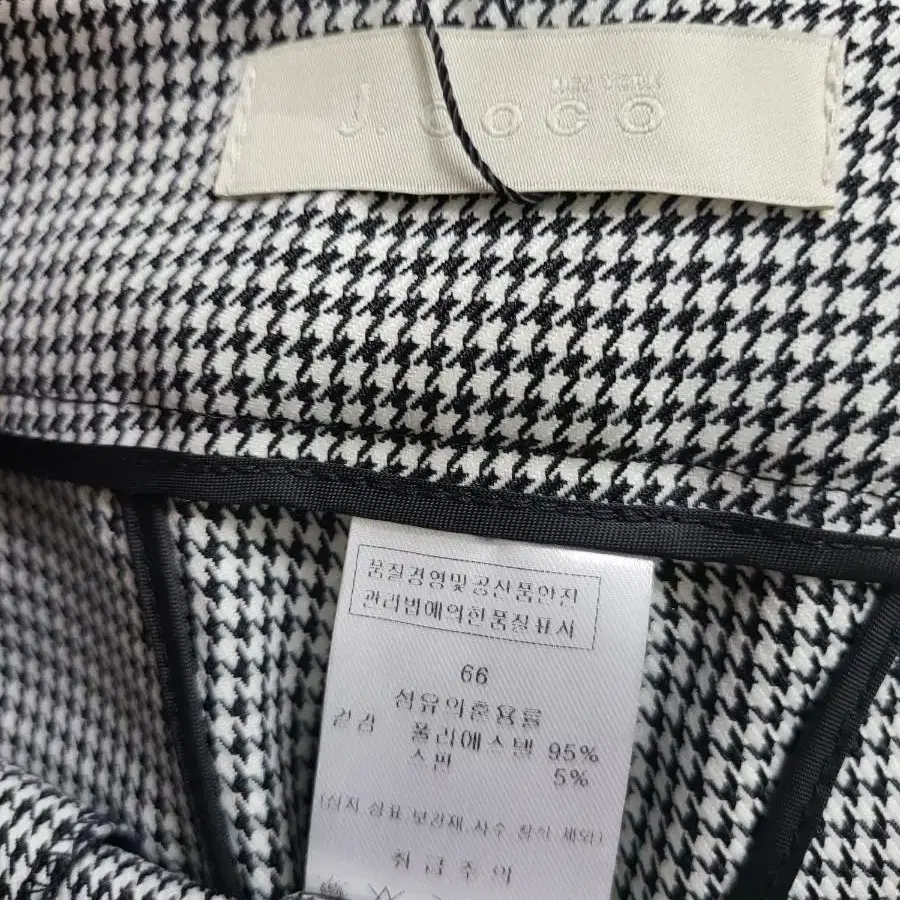 J. COCO
품질경영및공산품안전
관리법에의한품질표시
66
섬유의혼용률
겉감 폴리에스텔 95%
스판 5%
(심지 상표 보강재 자수 장식 제외)
취급주의